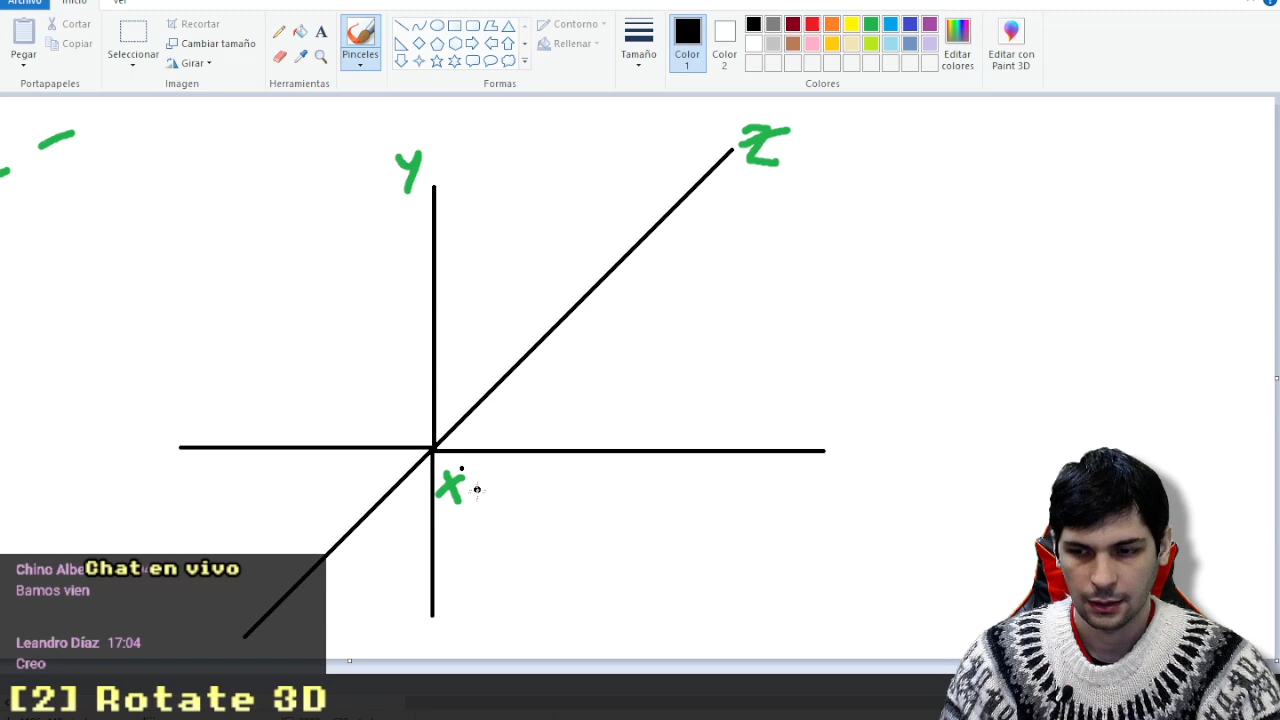 Archivo Inicio Ver
Pegar
Cortar
Copiar
Portapapeles
Seleccionar
Recortar
Cambiar tamaño
Girar
Imagen
A
Herramientas
Pinceles
Contorno
Rellenar
Formas
Tamaño
Color
1
Color
2
Editar
colores
Colores
Editar con
Paint 3D
y
z
x
Chino Albe
Chat en vivo
Bamos vien
Leandro Díaz 17:04
Creo
[2] Rotate 3D